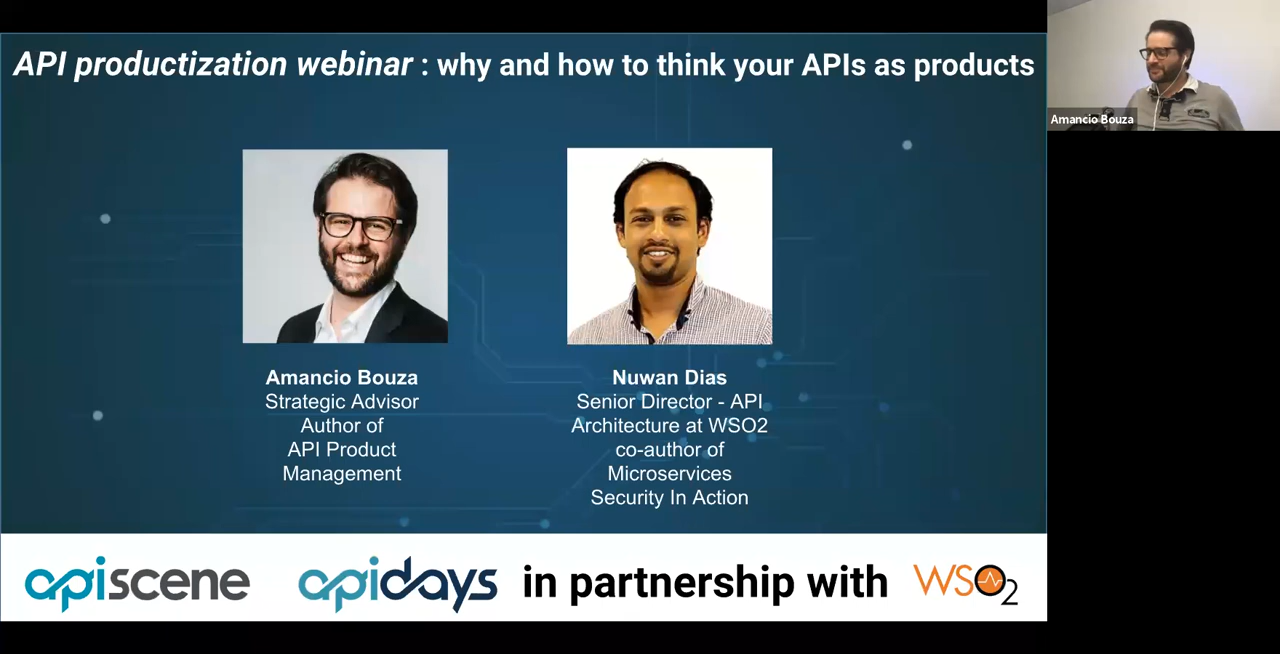 API productization webinar : why and how to think your APIs as products
Amancio Bouza
Amancio Bouza
Strategic Advisor
Author of
API Product
Management
Nuwan Dias
Senior Director - API
Architecture at WSO2
co-author of
Microservices
Security In Action
apiscene
apidays
in partnership with
WSO2